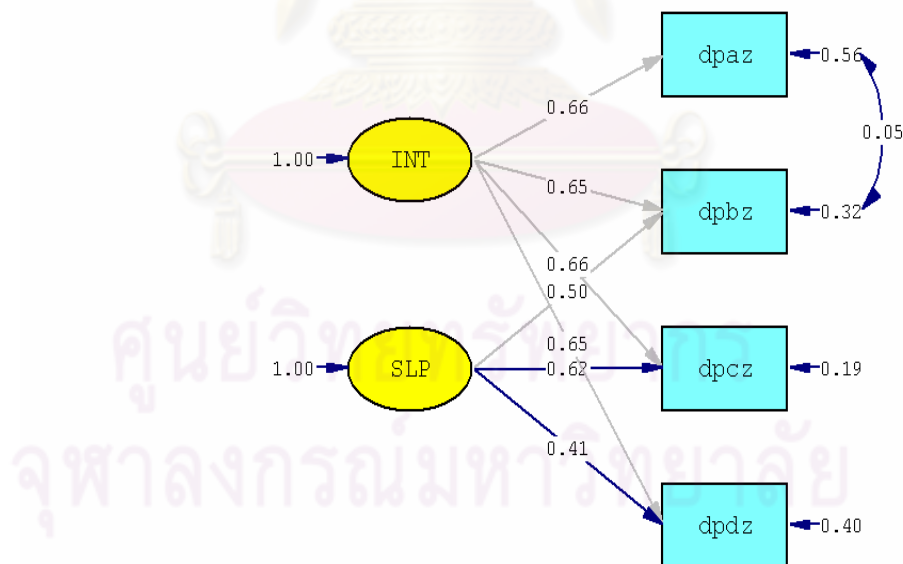 dpaz
0.56
0.66
0.05
1.00 INT
0.65
dpbz
0.32
0.66
0.50
ศูนย์วิทยทรัพยากร
0.65
1.00 SLP
0.62
dpcz
0.19
0.41
จุฬาลงกรณ์มหาวิทยาลัย
dpdz
0.40